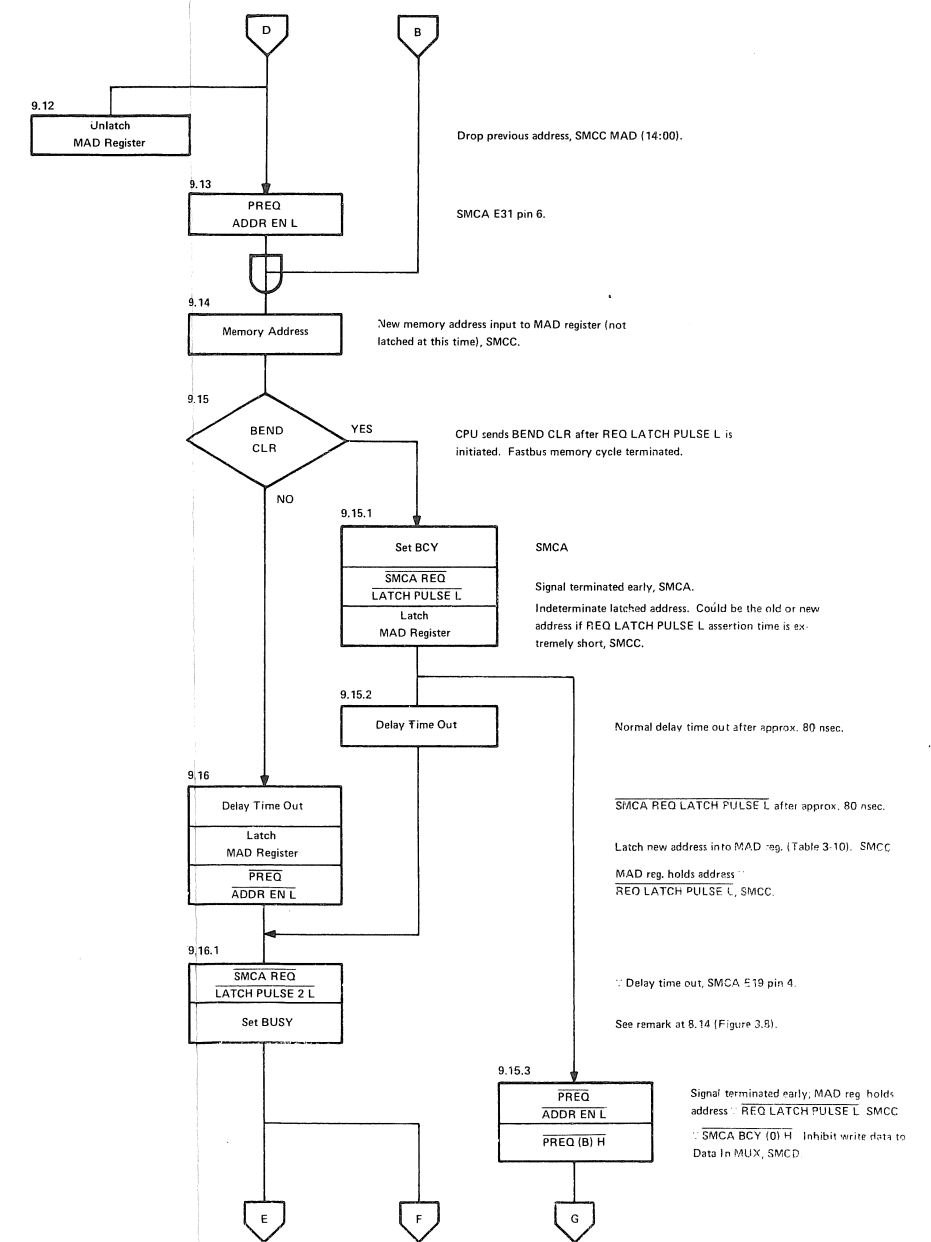 D
B
9.12
Unlatch
MAD Register
Drop previous address, SMCC MAD (14:00).
9.13
PREQ
ADDR EN L
SMCA E31 pin 6.
9.14
Memory Address
New memory address input to MAD register (not
latched at this time), SMCC.
9.15
BEND
CLR
YES
NO
CPU sends BEND CLR after REQ LATCH PULSE L is
initiated. Fastbus memory cycle terminated.
9.15.1
Set BCY
SMCA
SMCA REQ
LATCH PULSE L
Signal terminated early, SMCA.
Latch
MAD Register
Indeterminate latched address. Could be the old or new
address if REQ LATCH PULSE L assertion time is ex-
tremely short, SMCC.
9.15.2
Delay Time Out
Normal delay time out after approx. 80 nsec.
9.16
Delay Time Out
SMCA REQ LATCH PULSE L after approx. 80 nsec.
Latch
MAD Register
Latch new address into MAD reg. (Table 3-10). SMCC
PREQ
ADDR EN L
MAD reg. holds address ∵
REQ LATCH PULSE L, SMCC.
9.16.1
SMCA REQ
LATCH PULSE 2 L
∵ Delay time out, SMCA E19 pin 4.
Set BUSY
See remark at 8.14 (Figure 3.8).
9.15.3
PREQ
ADDR EN L
Signal terminated early; MAD reg holds
address ∵ REQ LATCH PULSE L SMCC
PREQ (B) H
∵ SMCA BCY (0) H Inhibit write data to
Data In MUX, SMCD
E
F
G